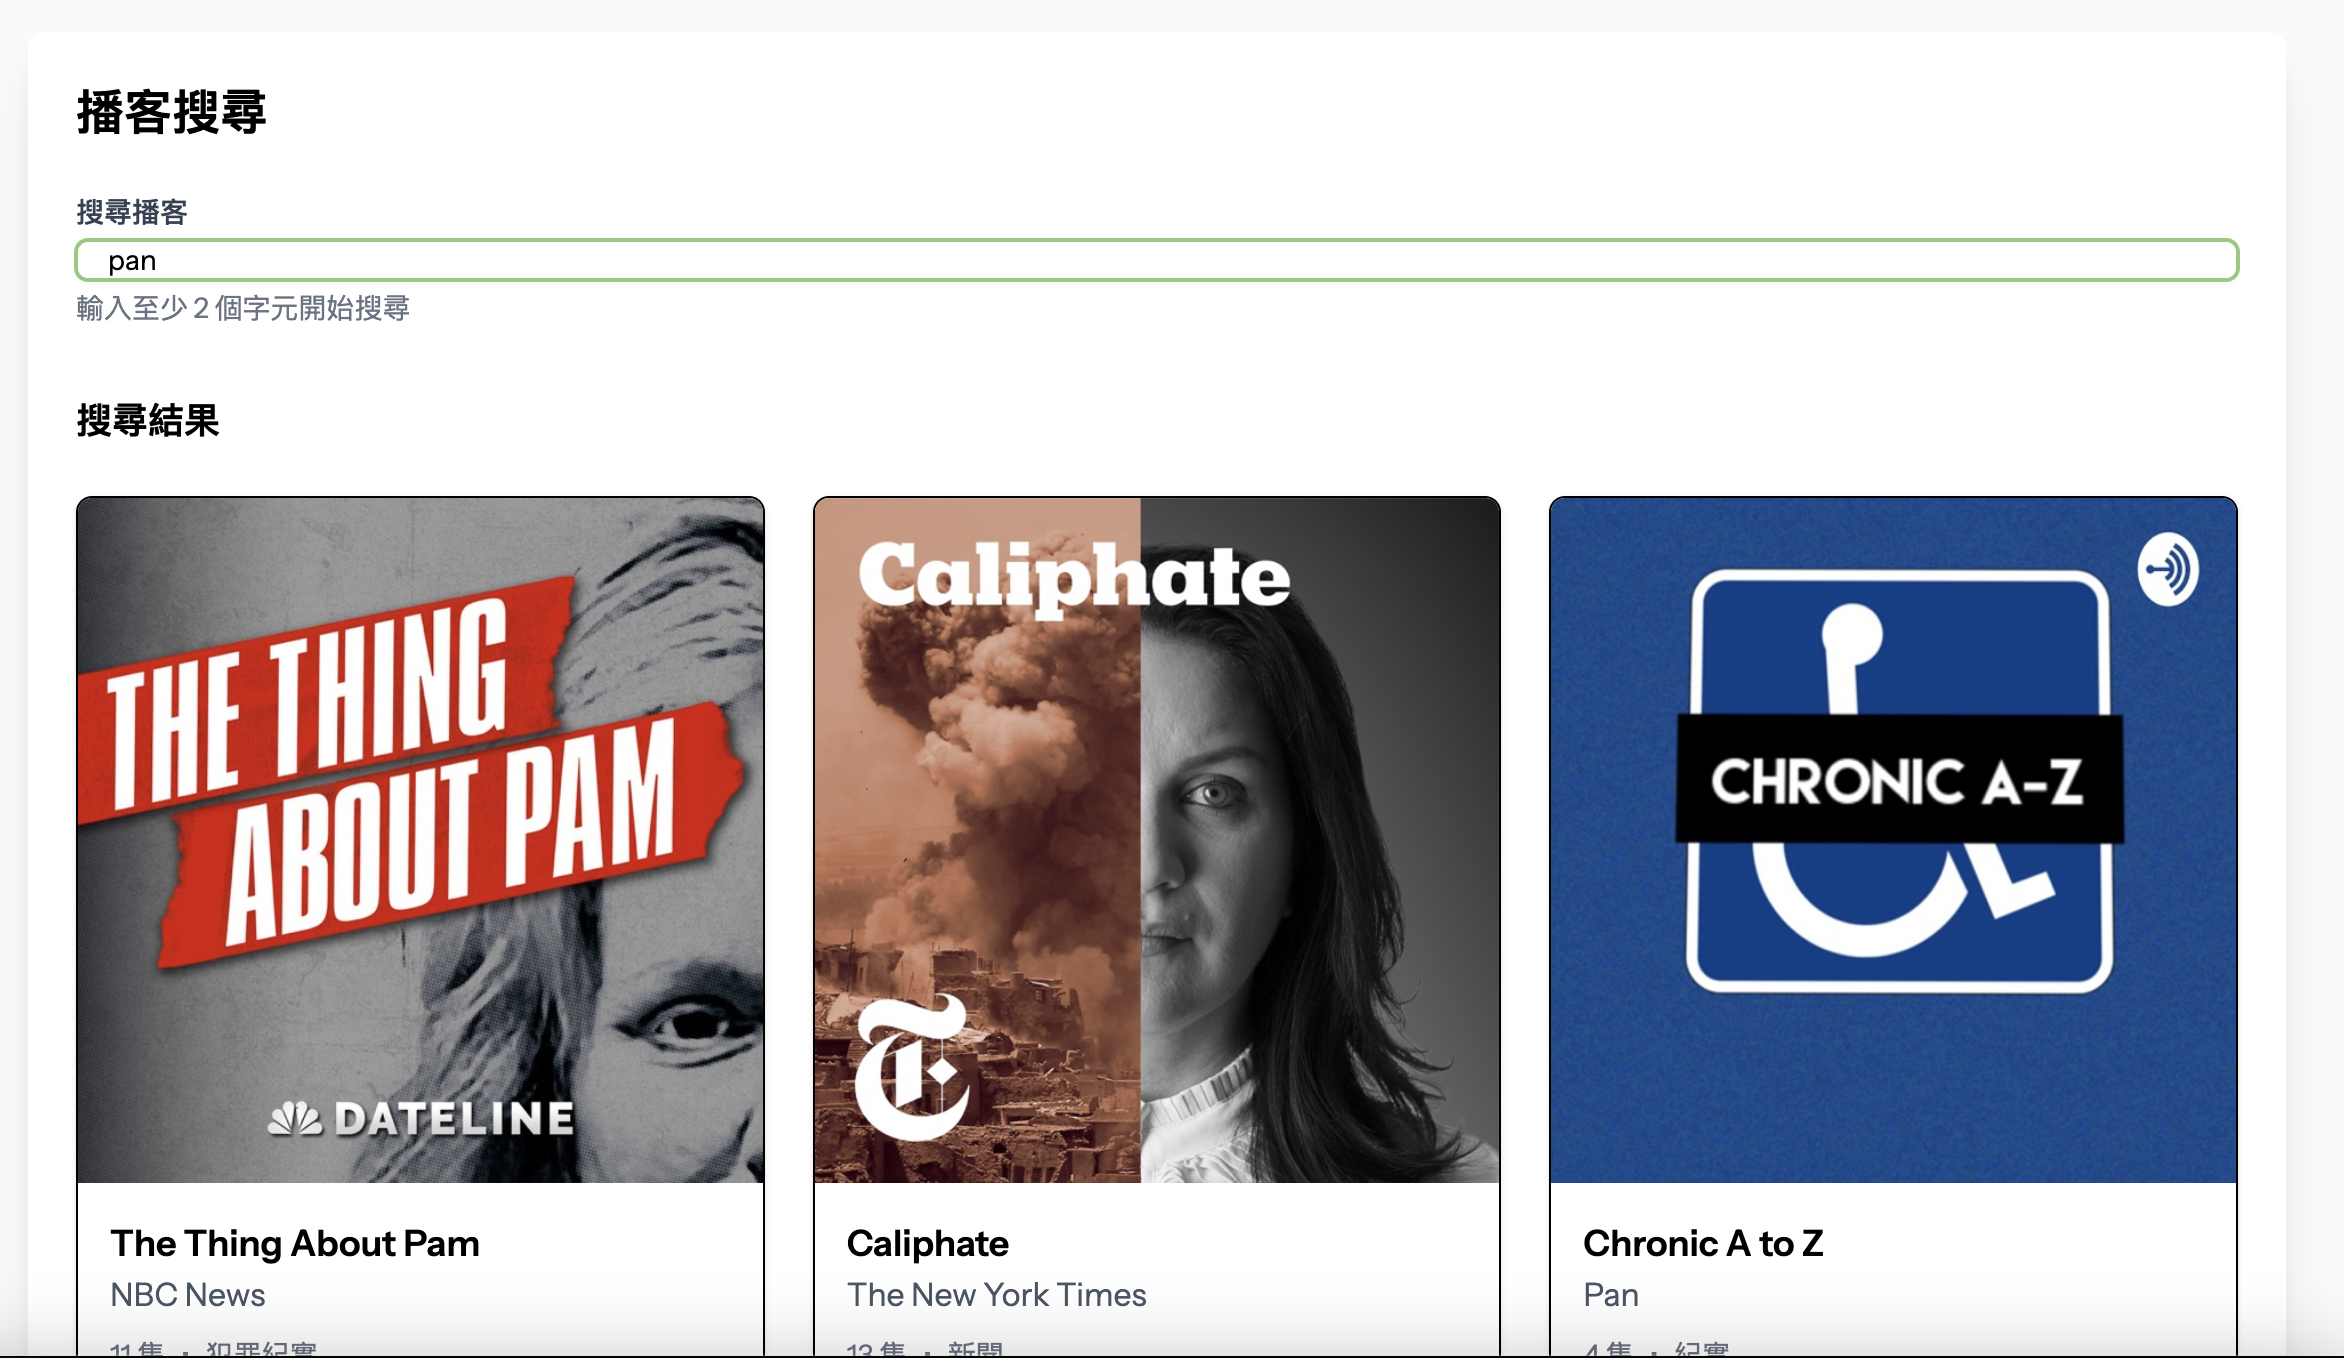 播客搜尋
搜尋播客
pan
輸入至少 2 個字元開始搜尋
搜尋結果
THE THING
ABOUT PAM
DATELINE
Caliphate
T
CHRONIC A-Z
The Thing About Pam
NBC News
11 集 · 犯罪紀實
Caliphate
The New York Times
13 集 · 新聞
Chronic A to Z
Pan
4 集 · 紀實